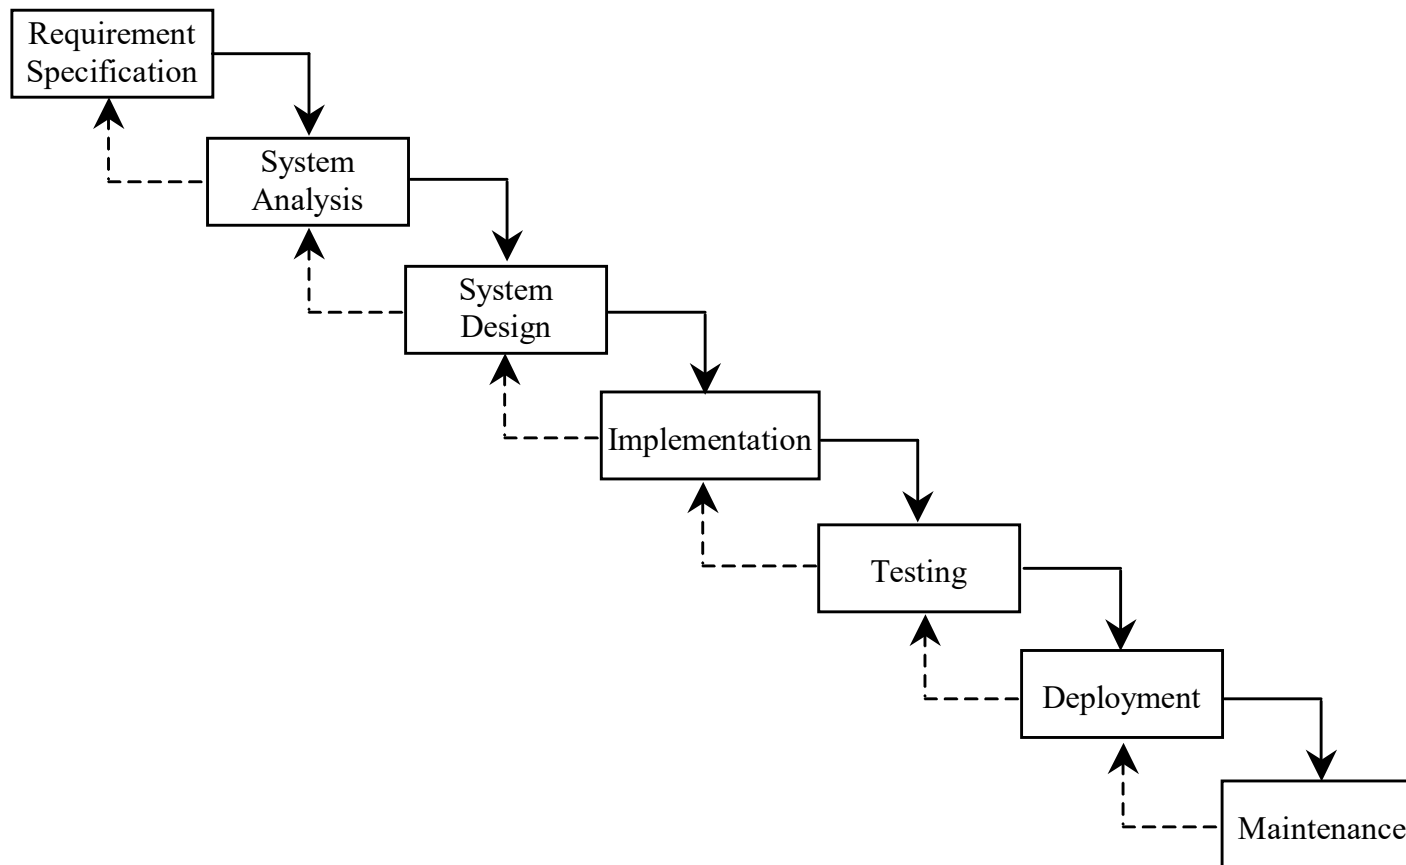 Requirement
Specification
System
Analysis
System
Design
Implementation
Testing
Deployment
Maintenance